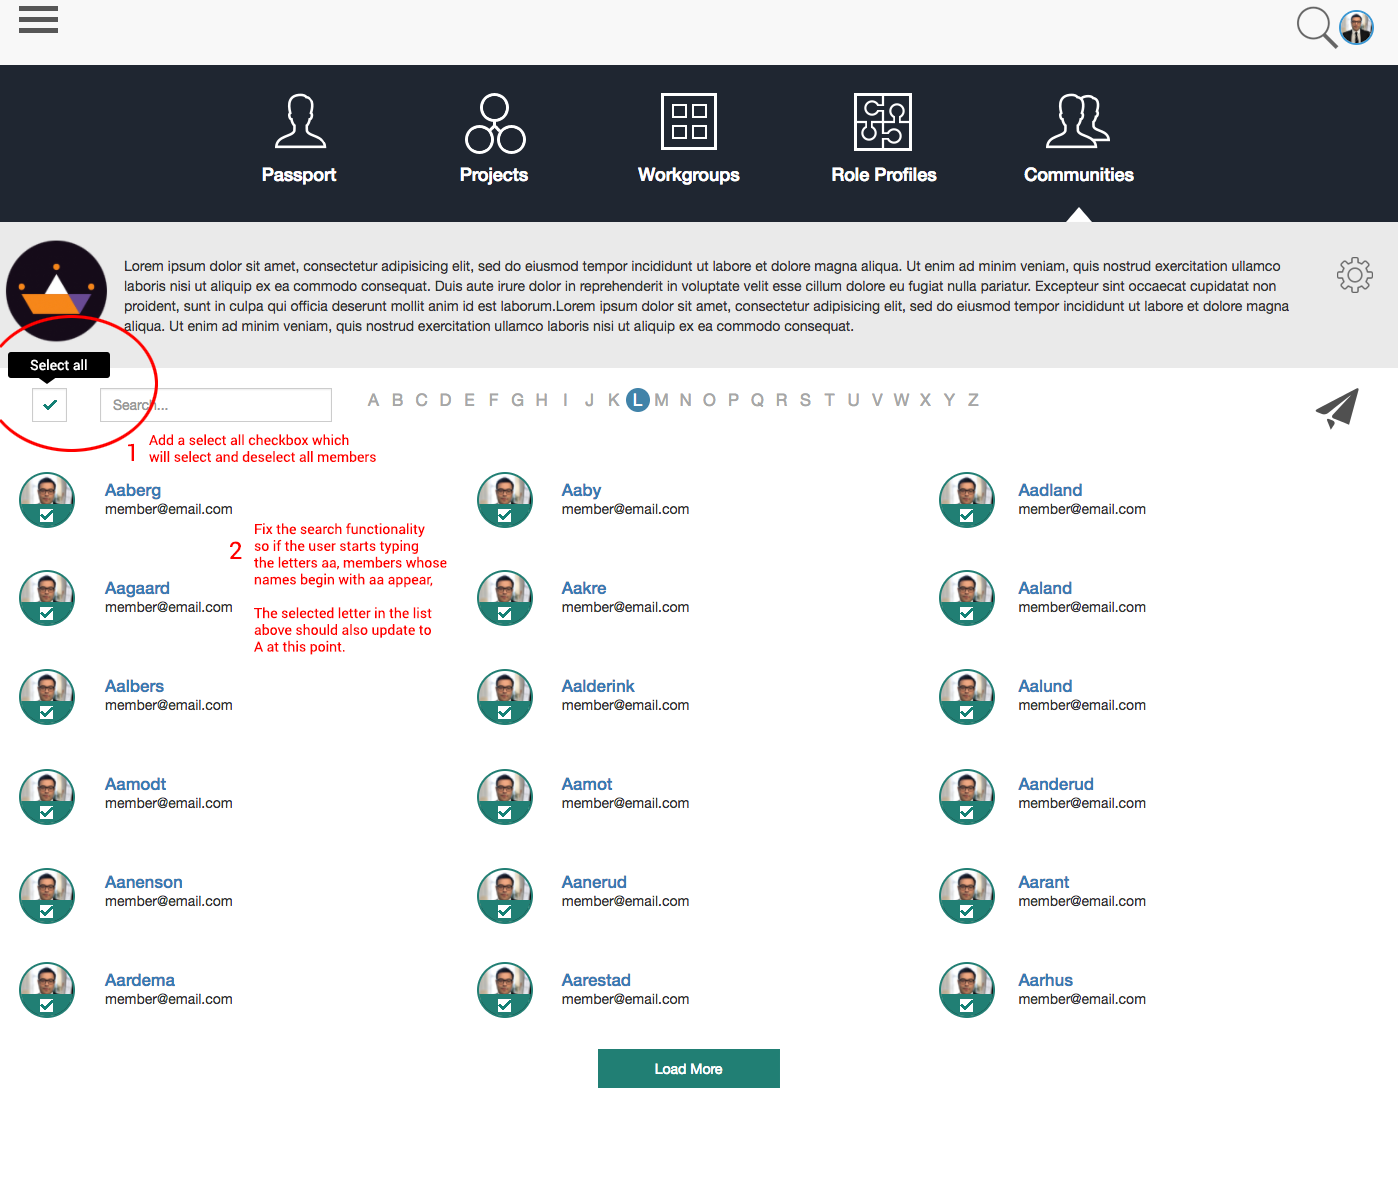 Passport Projects Workgroups Role Profiles Communities
Lorem ipsum dolor sit amet, consectetur adipisicing elit, sed do eiusmod tempor incididunt ut labore et dolore magna aliqua. Ut enim ad minim veniam, quis nostrud exercitation ullamco
laboris nisi ut aliquip ex ea commodo consequat. Duis aute irure dolor in reprehenderit in voluptate velit esse cillum dolore eu fugiat nulla pariatur. Excepteur sint occaecat cupidatat non
proident, sunt in culpa qui officia deserunt mollit anim id est laborum.Lorem ipsum dolor sit amet, consectetur adipisicing elit, sed do eiusmod tempor incididunt ut labore et dolore magna
aliqua. Ut enim ad minim veniam, quis nostrud exercitation ullamco laboris nisi ut aliquip ex ea commodo consequat.
Select all
Search...
A B C D E F G H I J K L M N O P Q R S T U V W X Y Z
1 Add a select all checkbox which
will select and deselect all members
Aaberg Aaby Aadland
member@email.com member@email.com member@email.com
2 Fix the search functionality
so if the user starts typing
the letters aa, members whose
names begin with aa appear,
The selected letter in the list
above should also update to
A at this point.
Aagaard Aakre Aaland
member@email.com member@email.com member@email.com
Aalbers Aalderink Aalund
member@email.com member@email.com member@email.com
Aamodt Aamot Aanderud
member@email.com member@email.com member@email.com
Aanenson Aanerud Aarant
member@email.com member@email.com member@email.com
Aardema Aarestad Aarhus
member@email.com member@email.com member@email.com
Load More